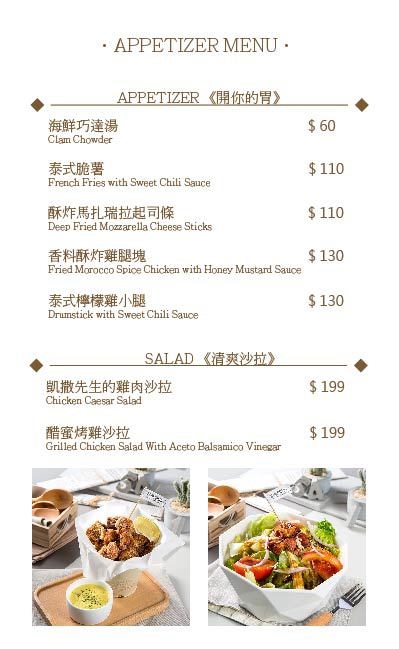 · APPETIZER MENU ·
APPETIZER 《開你的胃》
海鮮巧達湯 $ 60
Clam Chowder
泰式脆薯 $ 110
French Fries with Sweet Chili Sauce
酥炸馬扎瑞拉起司條 $ 110
Deep Fried Mozzarella Cheese Sticks
香料酥炸雞腿塊 $ 130
Fried Morocco Spice Chicken with Honey Mustard Sauce
泰式檸檬雞小腿 $ 130
Drumstick with Sweet Chili Sauce
SALAD 《清爽沙拉》
凱撒先生的雞肉沙拉 $ 199
Chicken Caesar Salad
醋蜜烤雞沙拉 $ 199
Grilled Chicken Salad With Aceto Balsamico Vinegar